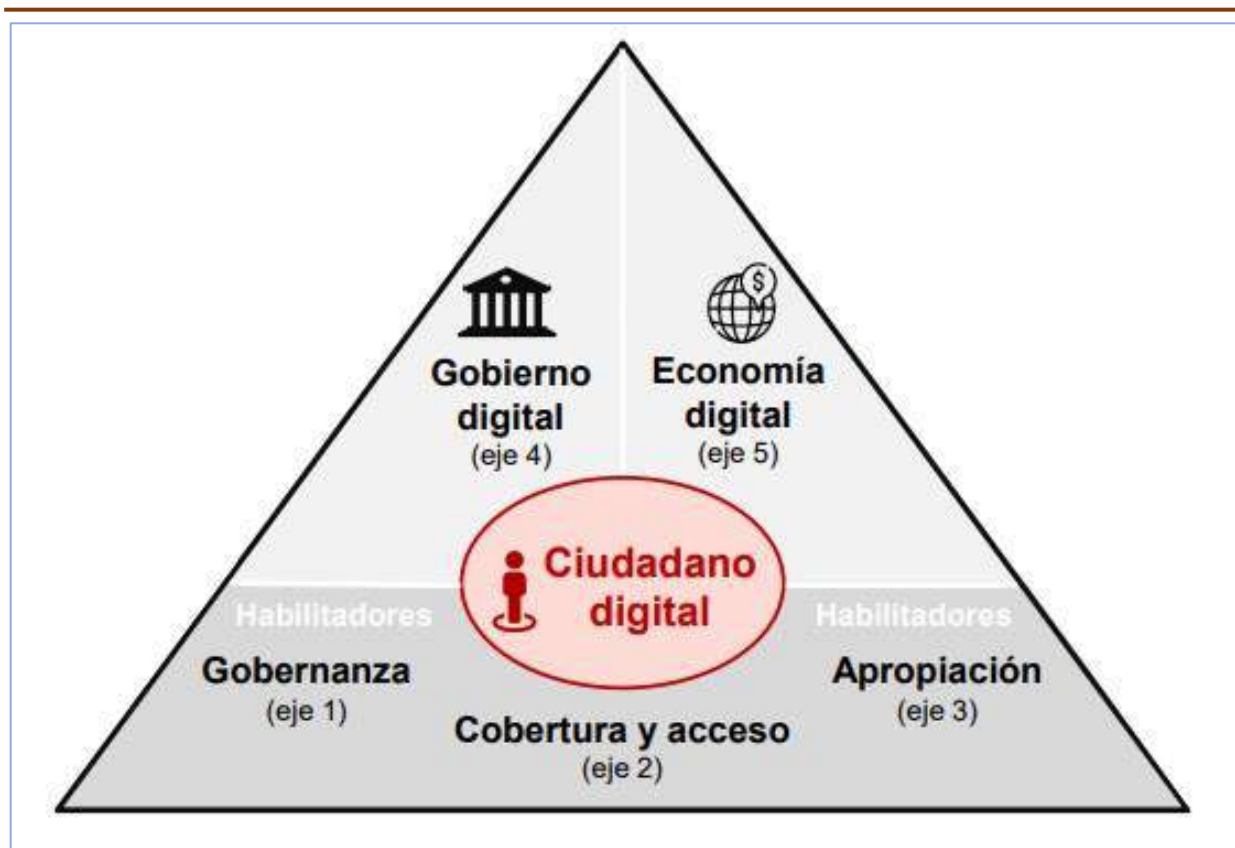 $
Gobierno
digital
(eje 4)
Economía
digital
(eje 5)
Ciudadano
digital
Habilitadores
Habilitadores
Gobernanza
(eje 1)
Cobertura y acceso
(eje 2)
Apropiación
(eje 3)